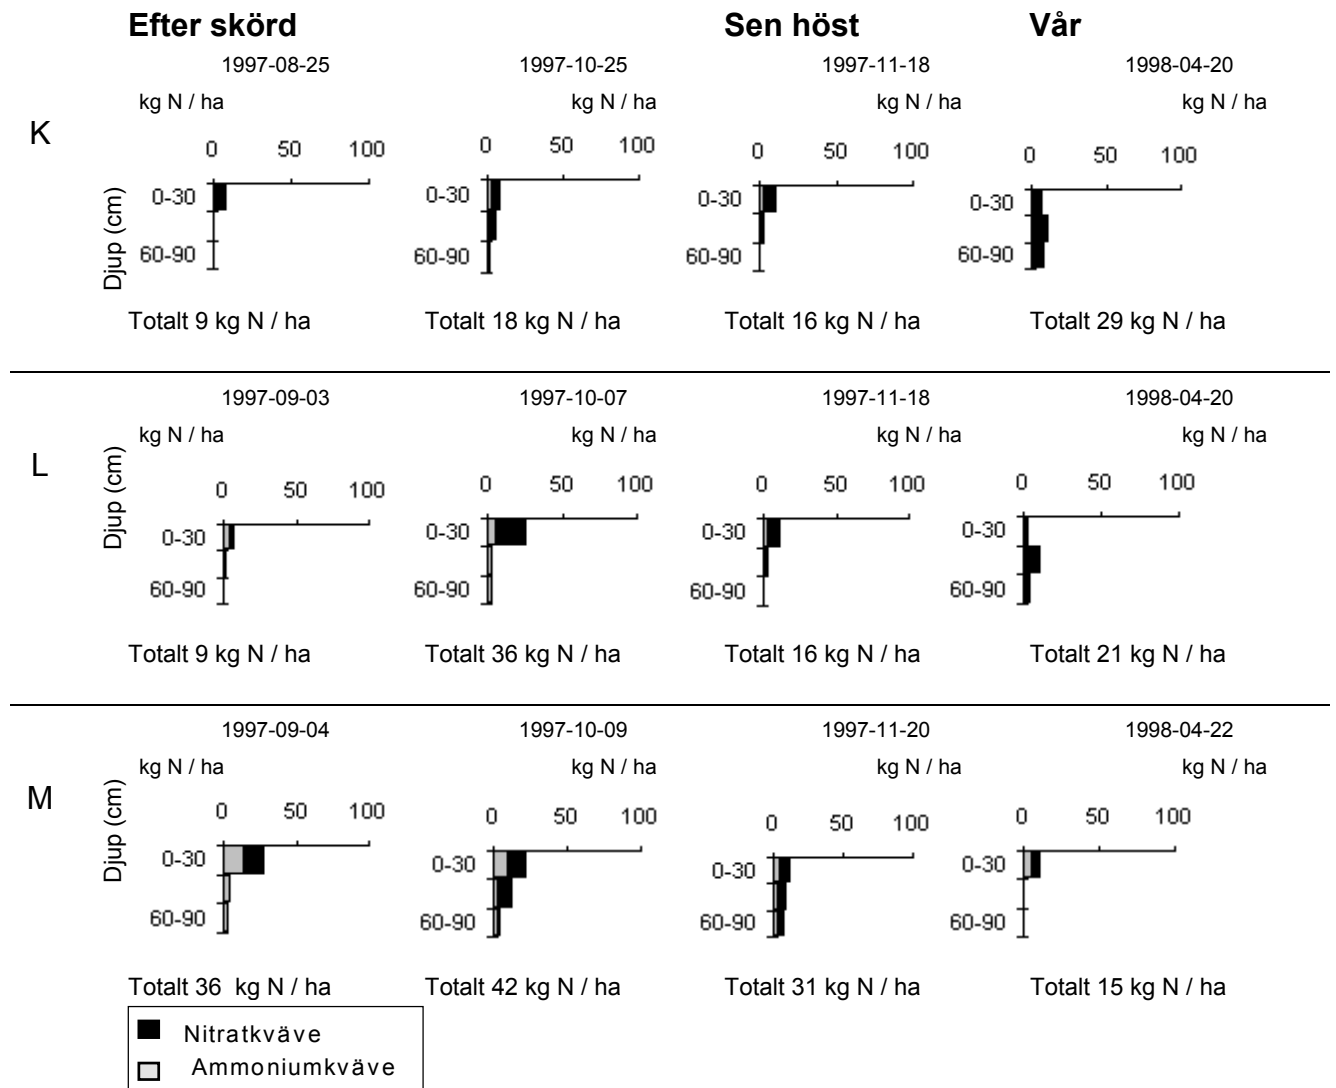 Efter skörd Sen höst Vår
1997-08-25 1997-10-25 1997-11-18 1998-04-20
kg N / ha kg N / ha kg N / ha kg N / ha
K
0 50 100 0 50 100 0 50 100 0 50 100
Djup (cm)
0-30 0-30 0-30 0-30
60-90 60-90 60-90 60-90
Totalt 9 kg N / ha Totalt 18 kg N / ha Totalt 16 kg N / ha Totalt 29 kg N / ha
1997-09-03 1997-10-07 1997-11-18 1998-04-20
kg N / ha kg N / ha kg N / ha kg N / ha
L
Djup (cm)
0 50 100 0 50 100 0 50 100 0 50 100
0-30 0-30 0-30 0-30
60-90 60-90 60-90 60-90
Totalt 9 kg N / ha Totalt 36 kg N / ha Totalt 16 kg N / ha Totalt 21 kg N / ha
1997-09-04 1997-10-09 1997-11-20 1998-04-22
kg N / ha kg N / ha kg N / ha kg N / ha
M
Djup (cm)
0 50 100 0 50 100 0 50 100 0 50 100
0-30 0-30 0-30 0-30
60-90 60-90 60-90 60-90
Totalt 36 kg N / ha Totalt 42 kg N / ha Totalt 31 kg N / ha Totalt 15 kg N / ha
Nitratkväve
Ammoniumkväve